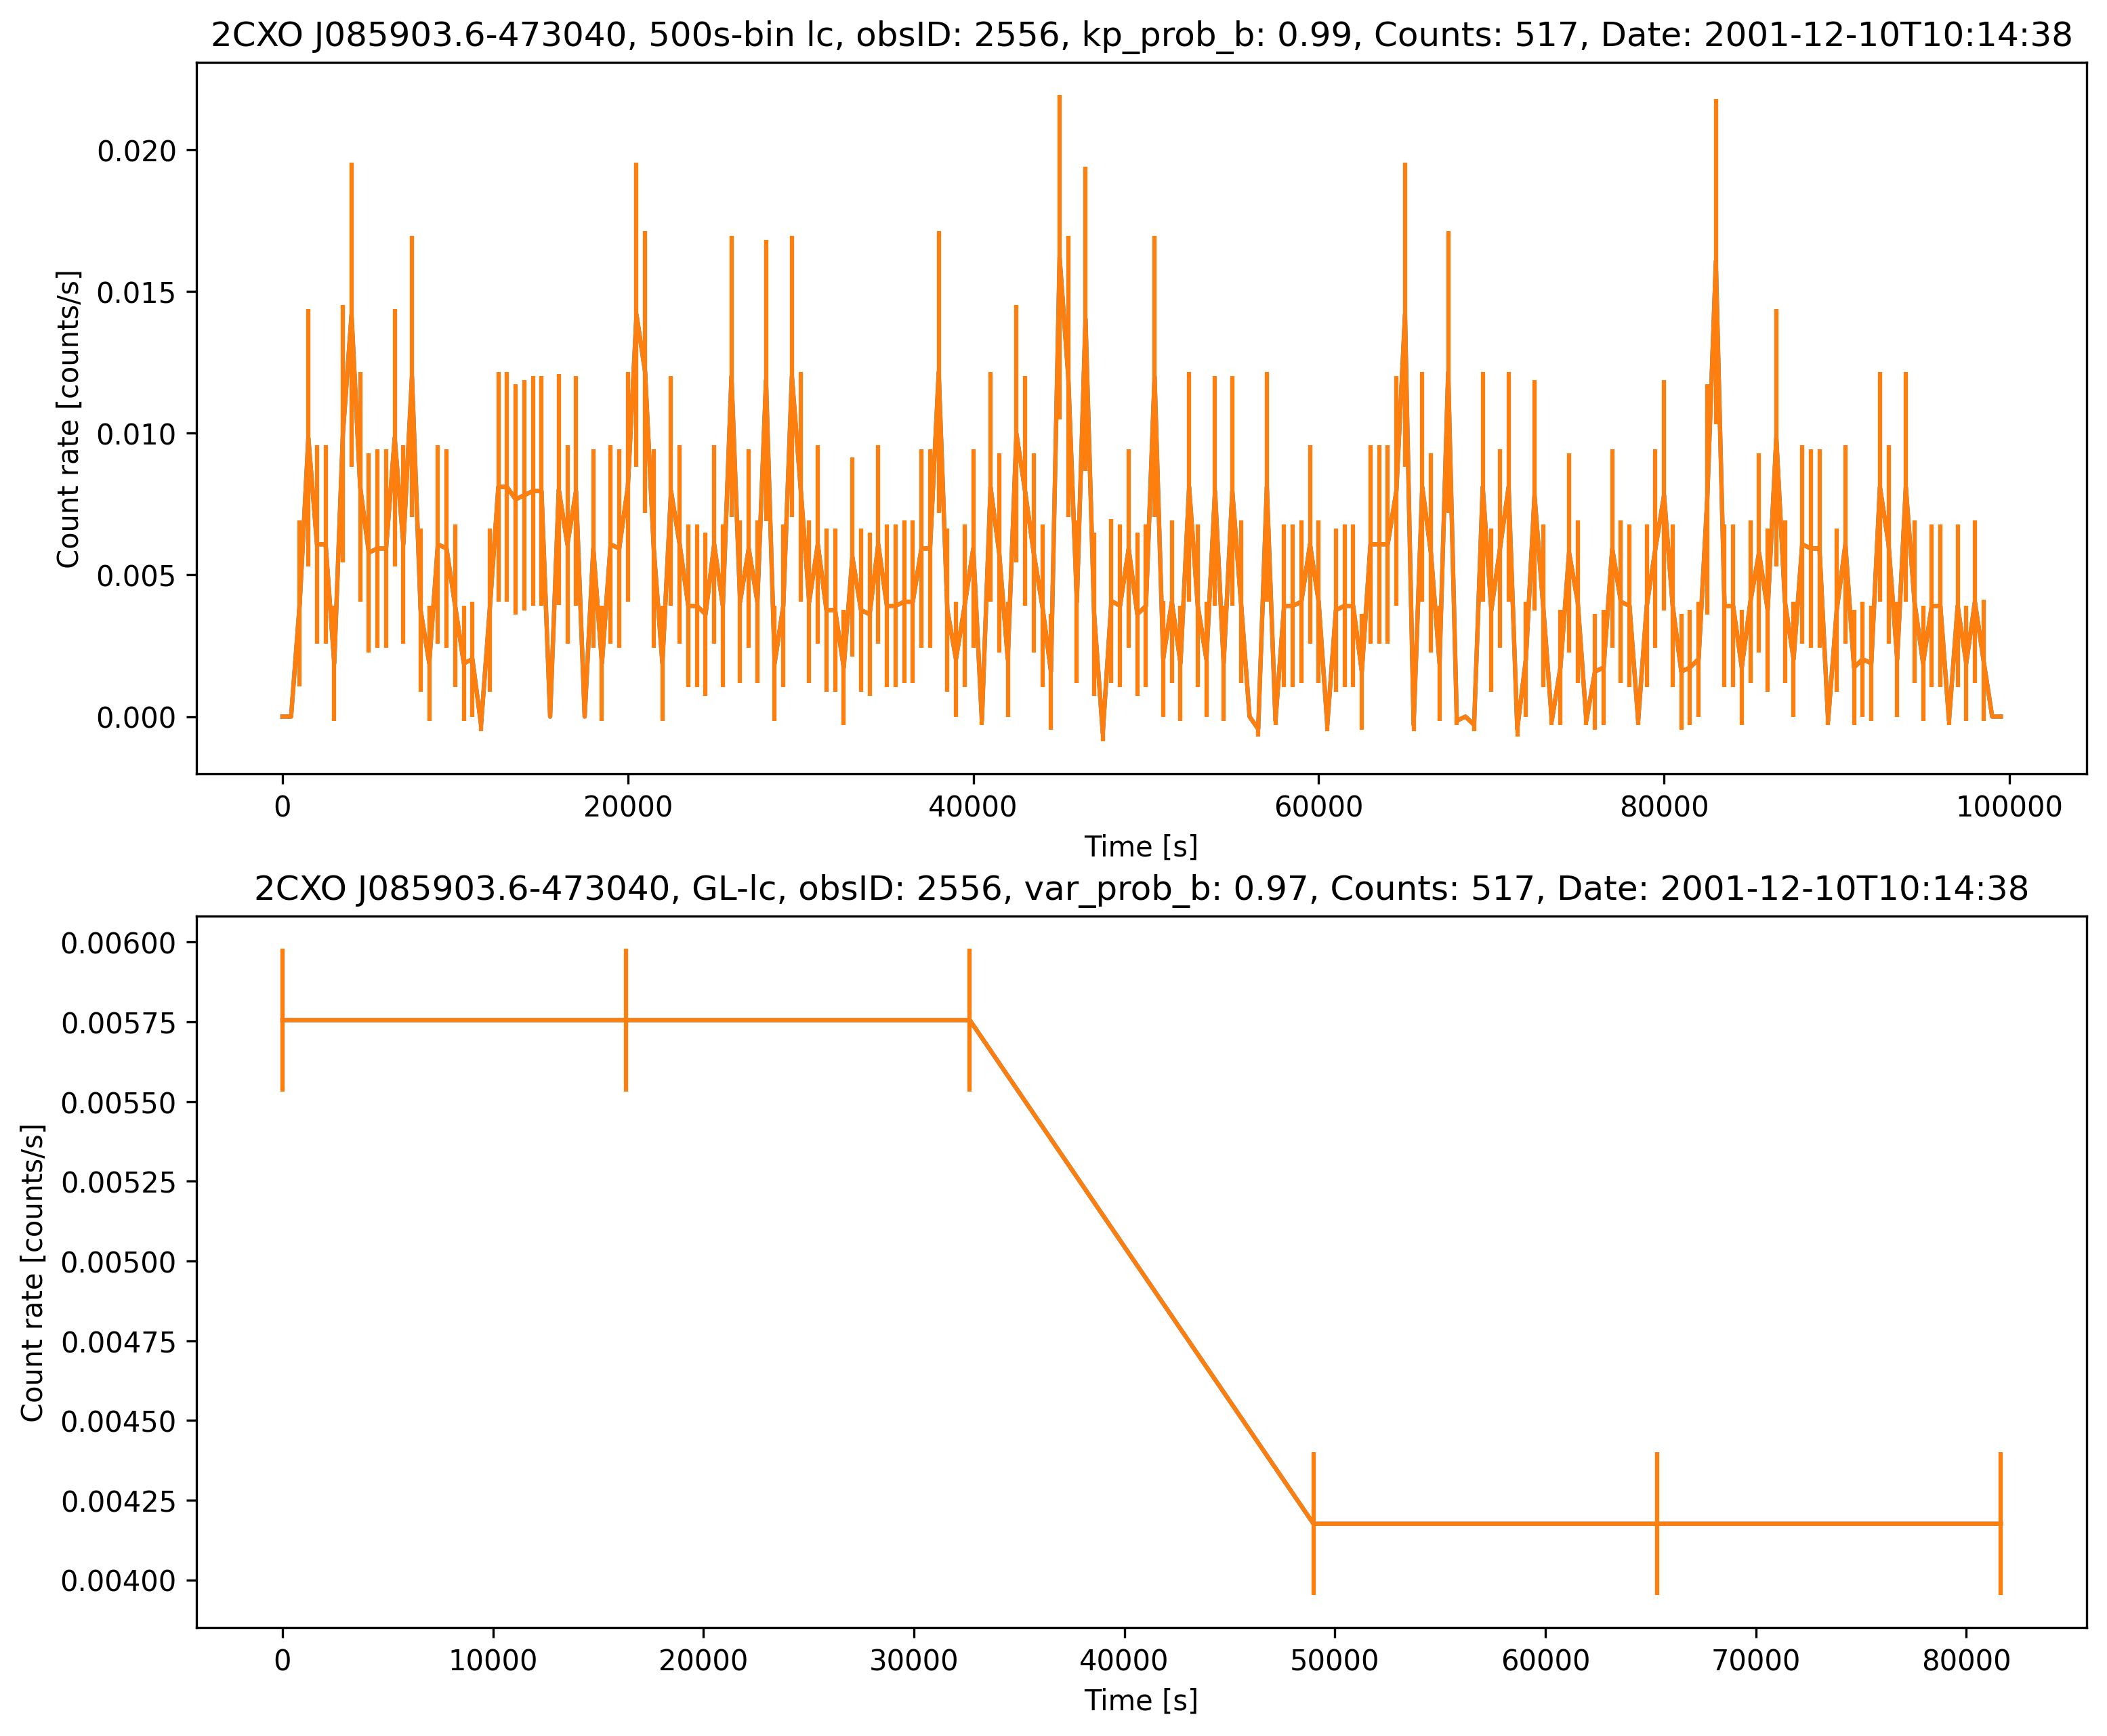 2CXO J085903.6-473040, 500s-bin lc, obsID: 2556, kp_prob_b: 0.99, Counts: 517, Date: 2001-12-10T10:14:38
Count rate [counts/s]
0.020
0.015
0.010
0.005
0.000
0 20000 40000 60000 80000 100000
Time [s]
2CXO J085903.6-473040, GL-lc, obsID: 2556, var_prob_b: 0.97, Counts: 517, Date: 2001-12-10T10:14:38
Count rate [counts/s]
0.00600
0.00575
0.00550
0.00525
0.00500
0.00475
0.00450
0.00425
0.00400
0 10000 20000 30000 40000 50000 60000 70000 80000
Time [s]